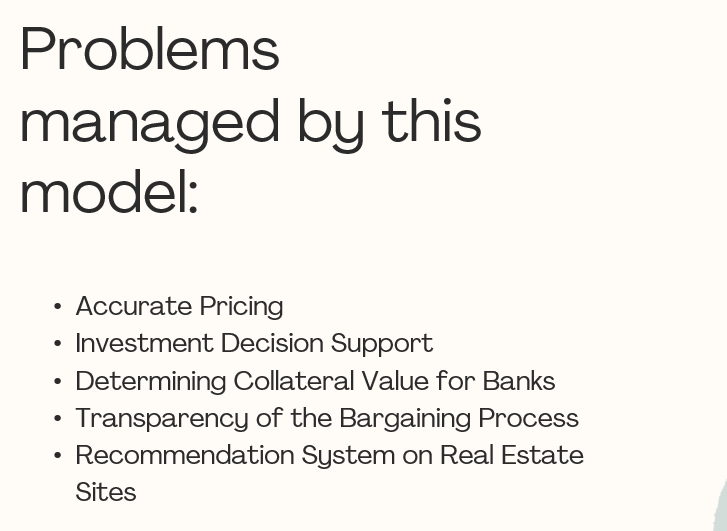 Problems
managed by this
model:
• Accurate Pricing
• Investment Decision Support
• Determining Collateral Value for Banks
• Transparency of the Bargaining Process
• Recommendation System on Real Estate
Sites